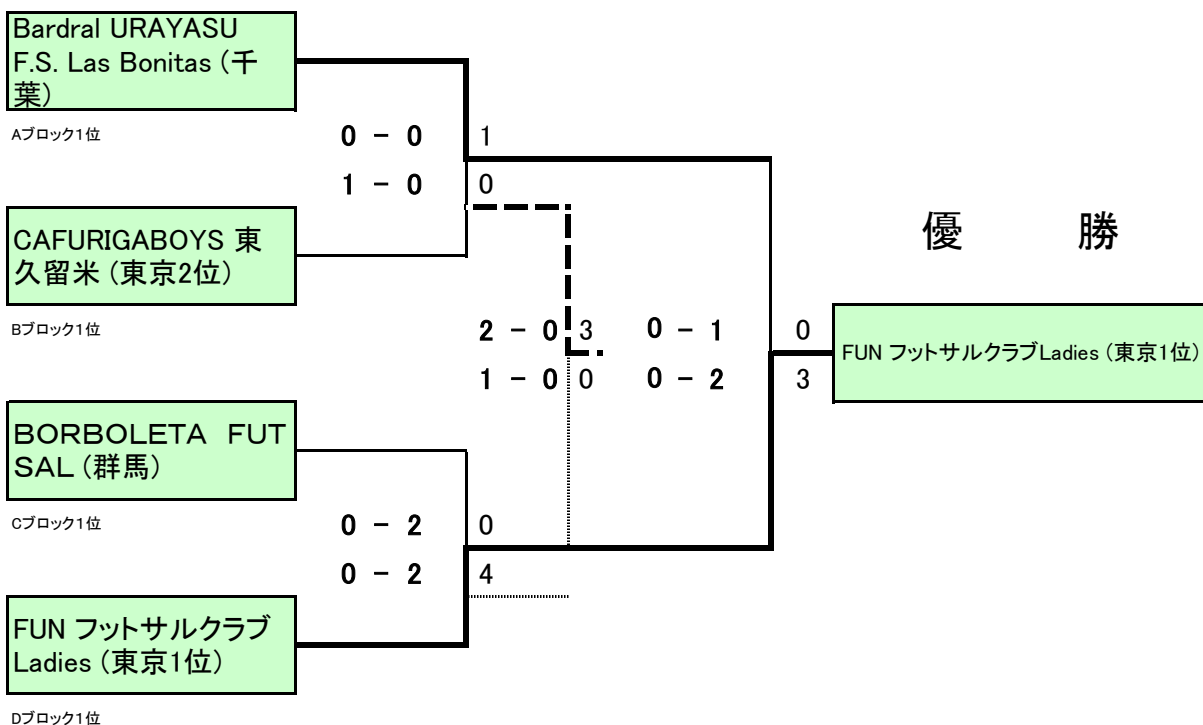 Bardral URAYASU
F.S. Las Bonitas (千
葉)
Aブロック1位
0 - 0 1
1 - 0 0
CAFURIGABOYS 東
久留米 (東京2位)
Bブロック1位
優 勝
2 - 0 3 0 - 1 0
1 - 0 0 0 - 2 3
FUN フットサルクラブLadies (東京1位)
BORBOLETA FUT
SAL (群馬)
Cブロック1位
0 - 2 0
0 - 2 4
FUN フットサルクラブ
Ladies (東京1位)
Dブロック1位